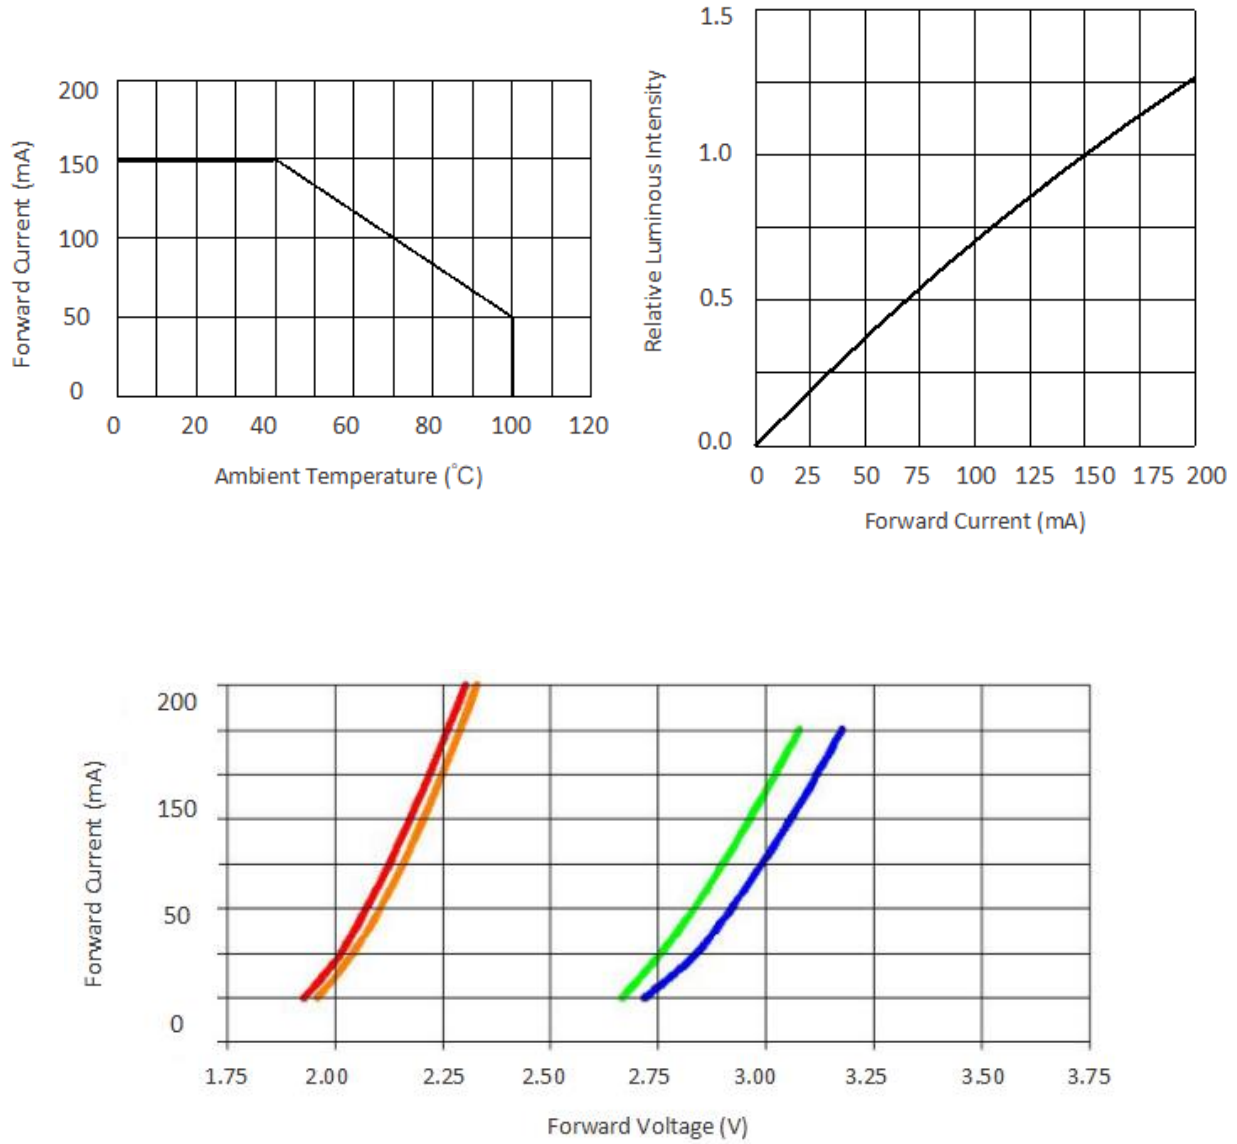 200
150
100
50
0
0 20 40 60 80 100 120
Forward Current (mA)
Ambient Temperature (°C)
1.5
1.0
0.5
0.0
0 25 50 75 100 125 150 175 200
Relative Luminous Intensity
Forward Current (mA)
200
150
50
0
1.75 2.00 2.25 2.50 2.75 3.00 3.25 3.50 3.75
Forward Current (mA)
Forward Voltage (V)